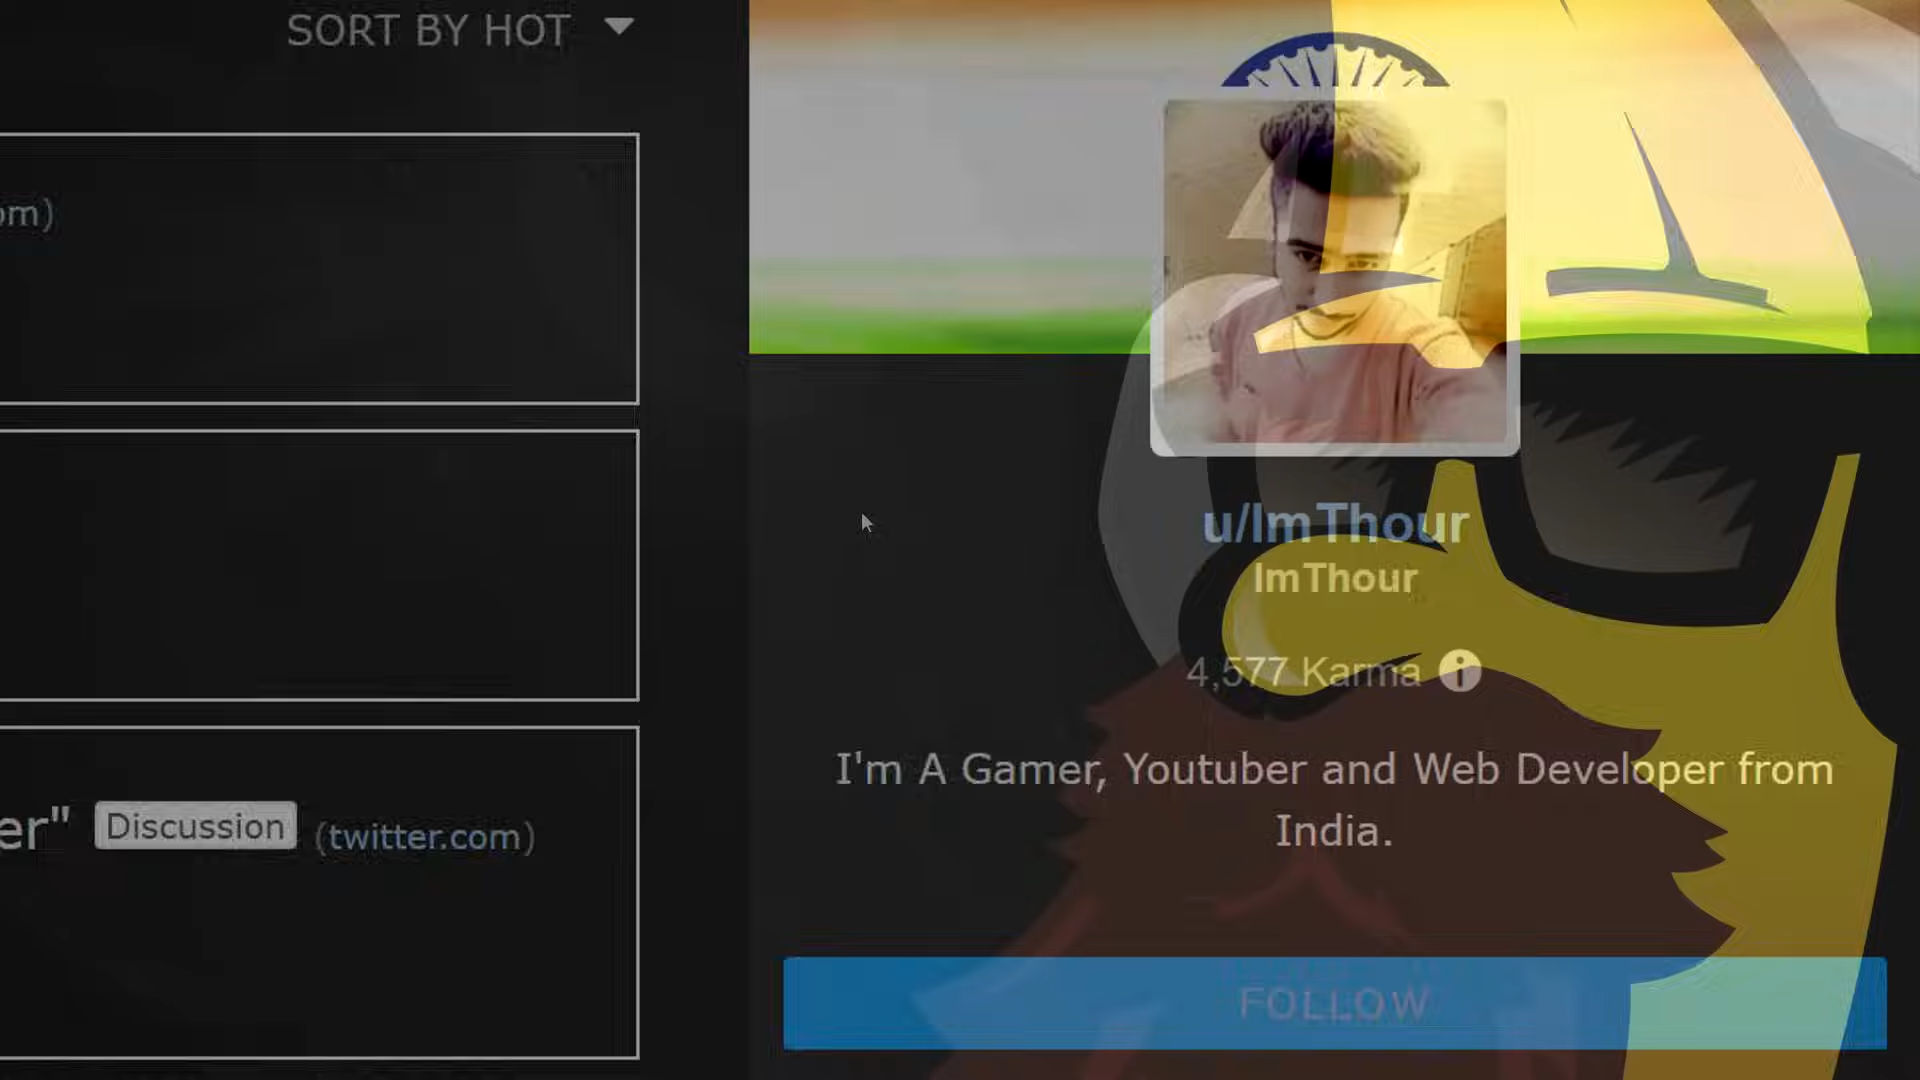 SORT BY HOT
om)
er" Discussion (twitter.com)
u/ImThour
ImThour
4,577 Karma
I'm A Gamer, Youtuber and Web Developer from
India.
FOLLOW